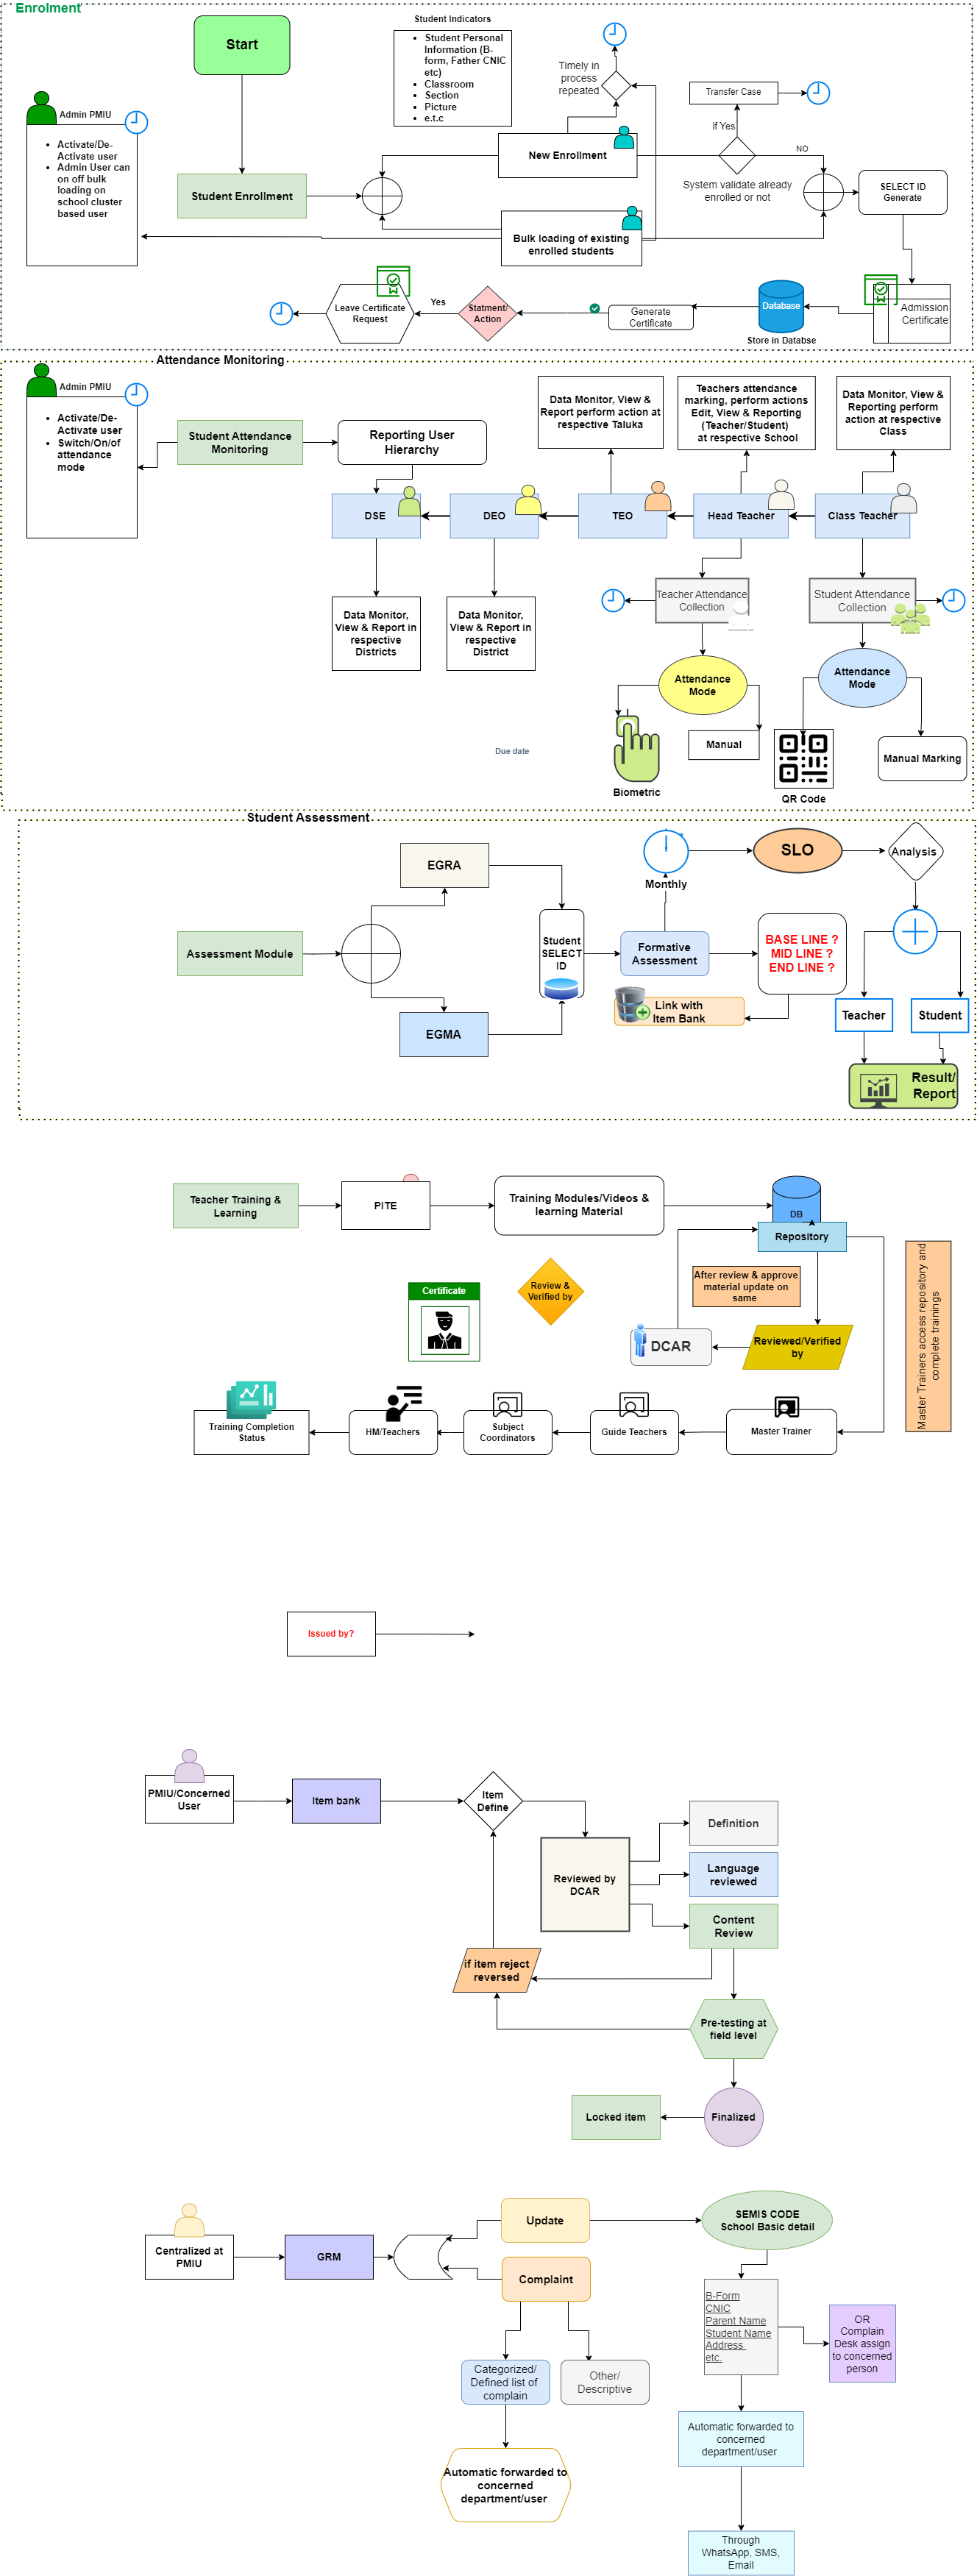 Enrolment
Start
Student Indicators
Student Personal
Information (B-
form, Father CNIC
etc)
Classroom
Section
Picture
e.t.c
Timely in
process
repeated
Transfer Case
if Yes
NO
System validate already
enrolled or not
Admin PMIU
Activate/De-
Activate user
Admin User can
on off bulk
loading on
school cluster
based user
Student Enrollment
New Enrollment
Bulk loading of existing
enrolled students
SELECT ID
Generate
Leave Certificate
Request
Yes
Statment/
Action
Generate
Certificate
Database
Store in Databse
Admission
Certificate
Attendance Monitoring
Admin PMIU
Activate/De-
Activate user
Switch/On/of
attendance
mode
Student Attendance
Monitoring
Reporting User
Hierarchy
Data Monitor, View &
Report perform action at
respective Taluka
Teachers attendance
marking, perform actions
Edit, View & Reporting
(Teacher/Student)
at respective School
Data Monitor, View &
Reporting perform
action at respective
Class
DSE
DEO
TEO
Head Teacher
Class Teacher
Data Monitor,
View & Report in
respective
Districts
Data Monitor,
View & Report in
respective
District
Teacher Attendance
Collection
Student Attendance
Collection
Attendance
Mode
Attendance
Mode
Due date
Manual
Manual Marking
Biometric
QR Code
Student Assessment
EGRA
Assessment Module
EGMA
Student
SELECT
ID
Monthly
SLO
Analysis
Formative
Assessment
BASE LINE ?
MID LINE ?
END LINE ?
Link with
Item Bank
Teacher
Student
Result/
Report
Teacher Training &
Learning
PITE
Training Modules/Videos &
learning Material
DB
Repository
After review & approve
material update on
same
Master Trainers access repository and
complete trainings
Certificate
Review &
Verified by
DCAR
Reviewed/Verified
by
Training Completion
Status
HM/Teachers
Subject
Coordinators
Guide Teachers
Master Trainer
Issued by?
PMIU/Concerned
User
Item bank
Item
Define
Reviewed by
DCAR
Definition
Language
reviewed
Content
Review
if item reject
reversed
Pre-testing at
field level
Locked item
Finalized
Centralized at
PMIU
GRM
Update
Complaint
SEMIS CODE
School Basic detail
B-Form
CNIC
Parent Name
Student Name
Address
etc.
OR
Complain
Desk assign
to concerned
person
Categorized/
Defined list of
complain
Other/
Descriptive
Automatic forwarded to
concerned
department/user
Automatic forwarded to
concerned
department/user
Through
WhatsApp, SMS,
Email